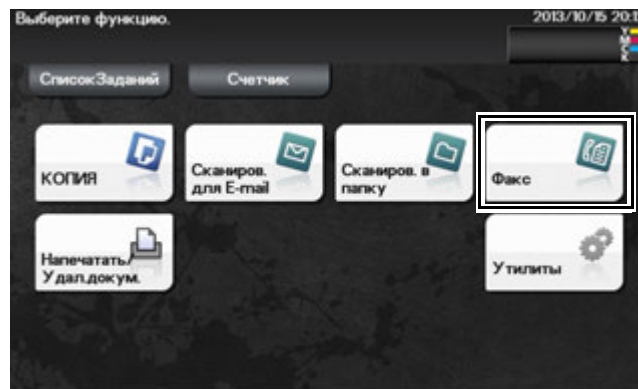 Выберите функцию.
2013/10/15 20:1
Y
M
C
K
СписокЗаданий
Счетчик
КОПИЯ
Сканиров.
для E-mail
Сканиров. в
папку
Факс
Напечатать/
Удал.докум.
Утилиты